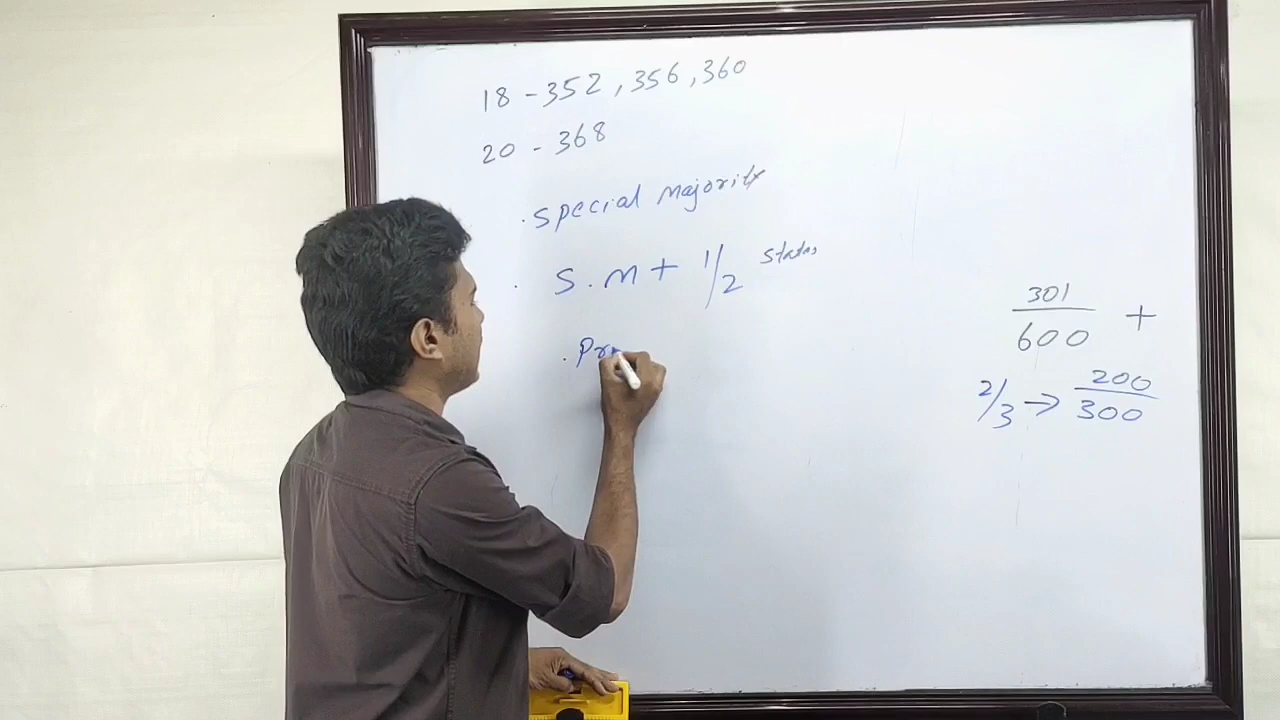 18 - 352, 356, 360
20 - 368
. Special Majority
. S.M + 1/2 States
. Pr
301/600 +
2/3 → 200/300